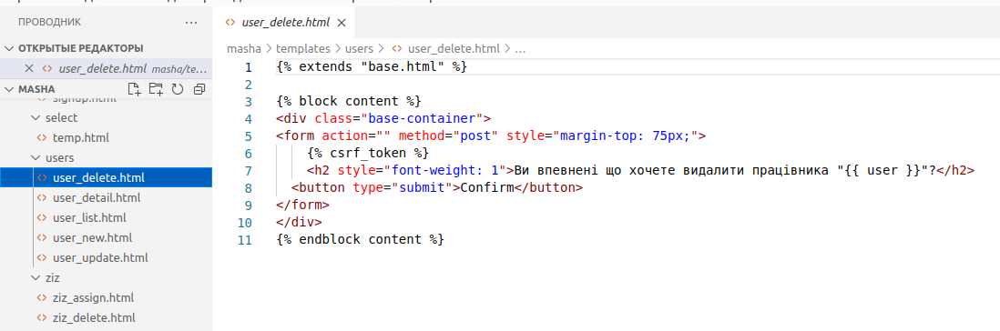 ПРОВОДНИК
ОТКРЫТЫЕ РЕДАКТОРЫ
user_delete.html masha/te...
MASHA
signup.html
select
temp.html
users
user_delete.html
user_detail.html
user_list.html
user_new.html
user_update.html
ziz
ziz_assign.html
ziz_delete.html
user_delete.html
masha > templates > users > user_delete.html > ...
1 {% extends "base.html" %}
2
3 {% block content %}
4 <div class="base-container">
5 <form action="" method="post" style="margin-top: 75px;">
6 {% csrf_token %}
7 <h2 style="font-weight: 1">Ви впевнені що хочете видалити працівника "{{ user }}"?</h2>
8 <button type="submit">Confirm</button>
9 </form>
10 </div>
11 {% endblock content %}